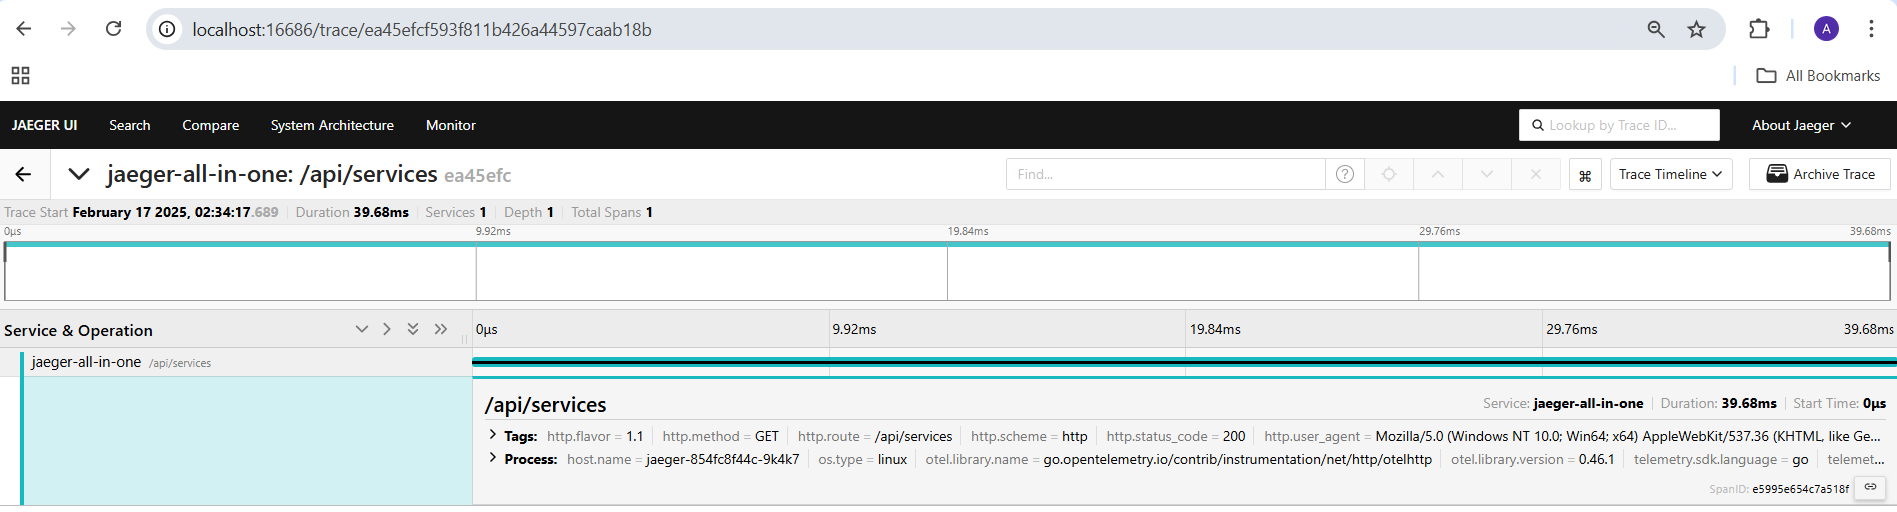 localhost:16686/trace/ea45efcf593f811b426a44597caab18b
A
All Bookmarks
JAEGER UI Search Compare System Architecture Monitor Lookup by Trace ID... About Jaeger
jaeger-all-in-one: /api/services ea45efc Find... ? ⌘ Trace Timeline Archive Trace
Trace Start February 17 2025, 02:34:17.689 Duration 39.68ms Services 1 Depth 1 Total Spans 1
0μs 9.92ms 19.84ms 29.76ms 39.68ms
Service & Operation 0μs 9.92ms 19.84ms 29.76ms 39.68ms
jaeger-all-in-one /api/services
/api/services Service: jaeger-all-in-one Duration: 39.68ms Start Time: 0μs
Tags: http.flavor = 1.1 http.method = GET http.route = /api/services http.scheme = http http.status_code = 200 http.user_agent = Mozilla/5.0 (Windows NT 10.0; Win64; x64) AppleWebKit/537.36 (KHTML, like Ge...
Process: host.name = jaeger-854fc8f44c-9k4k7 os.type = linux otel.library.name = go.opentelemetry.io/contrib/instrumentation/net/http/otelhttp otel.library.version = 0.46.1 telemetry.sdk.language = go telemet...
SpanID: e5995e654c7a518f